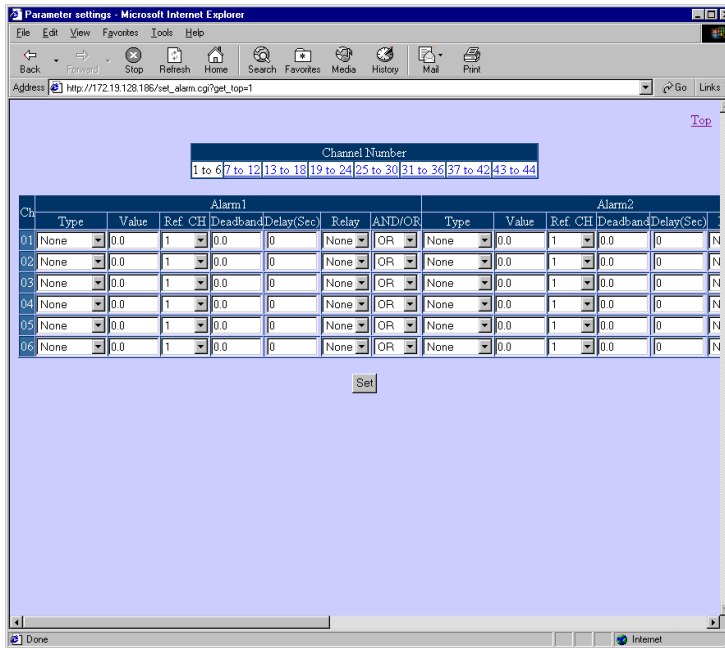 Parameter settings - Microsoft Internet Explorer
File Edit View Favorites Tools Help
Back Forward Stop Refresh Home Search Favorites Media History Mail Print
Address http://172.19.128.186/set_alarm.cgi?get_top=1 Go Links
Top
Channel Number
1 to 6 7 to 12 13 to 18 19 to 24 25 to 30 31 to 36 37 to 42 43 to 44
Ch Alarm1 Alarm2
Type Value Ref. CH Deadband Delay(Sec) Relay AND/OR Type Value Ref. CH Deadband Delay(Sec)
01 None 0.0 1 0.0 0 None OR None 0.0 1 0.0 0 N
02 None 0.0 1 0.0 0 None OR None 0.0 1 0.0 0 N
03 None 0.0 1 0.0 0 None OR None 0.0 1 0.0 0 N
04 None 0.0 1 0.0 0 None OR None 0.0 1 0.0 0 N
05 None 0.0 1 0.0 0 None OR None 0.0 1 0.0 0 N
06 None 0.0 1 0.0 0 None OR None 0.0 1 0.0 0 N
Set
Done Internet